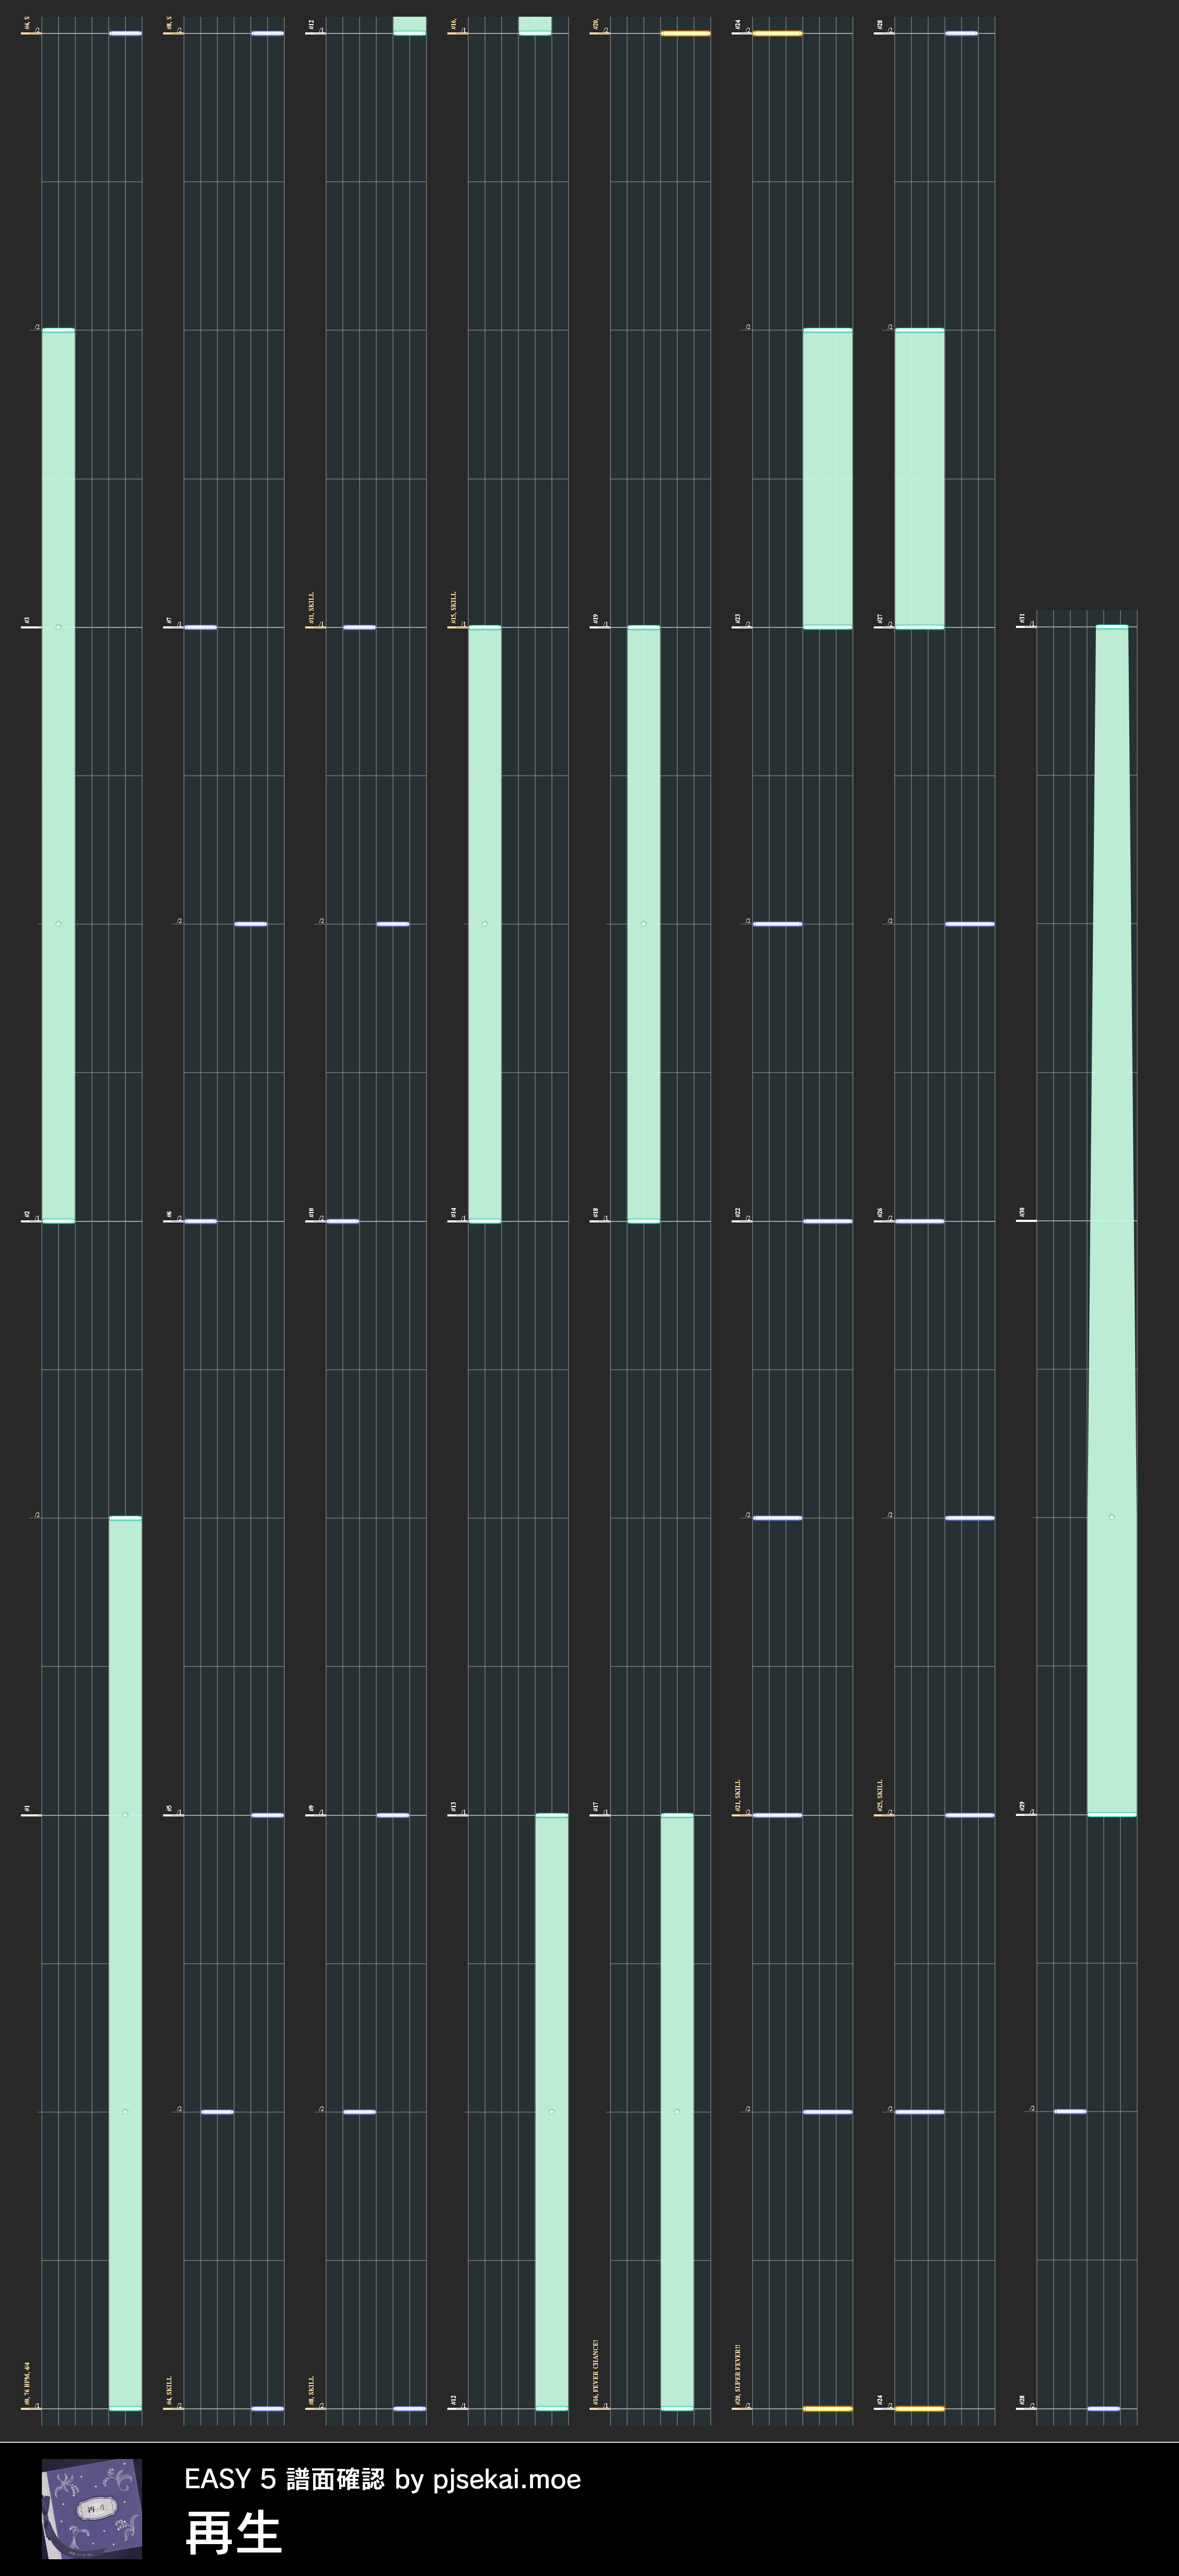 #4, S
#3
#2
#1
#0, 76 BPM, 4/4
#8, S
#7
#6
#5
#4, SKILL
#12
#11, SKILL
#10
#9
#8, SKILL
#16,
#15, SKILL
#14
#13
#12
#20,
#19
#18
#17
#16, FEVER CHANCE!
#24
#23
#22
#21, SKILL
#20, SUPER FEVER!!
#28
#27
#26
#25, SKILL
#24
#31
#30
#29
#28
EASY 5 譜面確認 by pjsekai.moe
再生